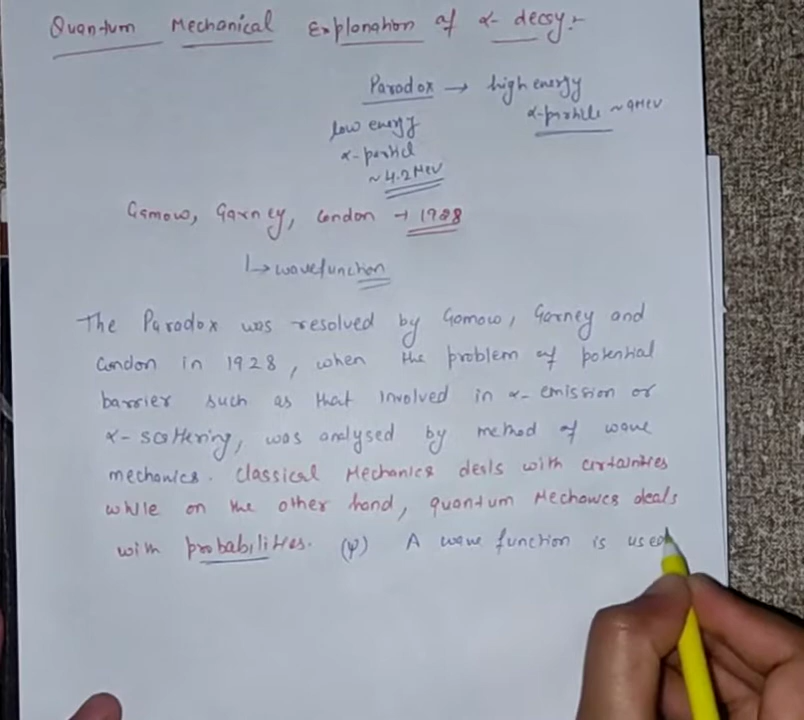 Quantum Mechanical Explanation of α- decay:-
Paradox → high energy
α-particle ~9MeV
low energy
α-particl
~4.2MeV
Gamow, Garney, Condon → 1928
↳ wavefunction
The Paradox was resolved by Gamow, Garney and
Condon in 1928, when the problem of potential
barrier such as that involved in α- emission or
α- scattering, was analysed by method of wave
mechanics. Classical Mechanics deals with certainties
while on the other hand, quantum Mechanics deals
with probabilities. (ψ) A wave function is used